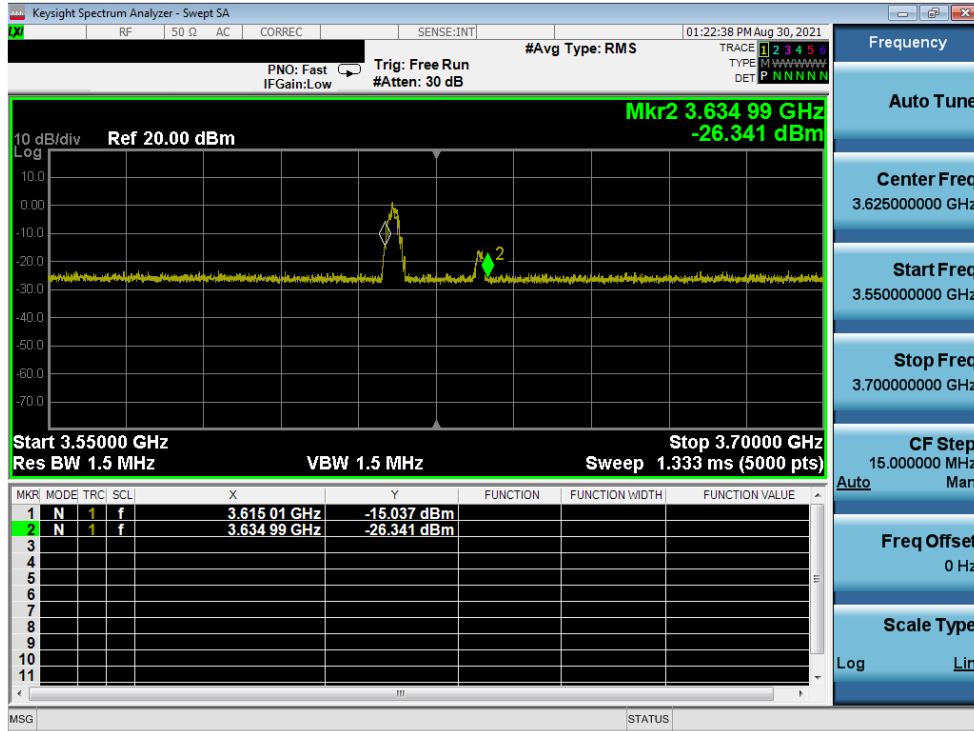 Keysight Spectrum Analyzer - Swept SA
LXI RF 50 Ω AC CORREC SENSE:INT 01:22:38 PM Aug 30, 2021
#Avg Type: RMS
TRACE 1 2 3 4 5 6
TYPE M W W W W W
DET P N N N N N
PNO: Fast
IFGain:Low
Trig: Free Run
#Atten: 30 dB
Mkr2 3.634 99 GHz
-26.341 dBm
10 dB/div Ref 20.00 dBm
Log
10.0
0.00
-10.0
-20.0
-30.0
-40.0
-50.0
-60.0
-70.0
2
Start 3.55000 GHz Stop 3.70000 GHz
Res BW 1.5 MHz VBW 1.5 MHz Sweep 1.333 ms (5000 pts)
MKR MODE TRC SCL X Y FUNCTION FUNCTION WIDTH FUNCTION VALUE
1 N 1 f 3.615 01 GHz -15.037 dBm
2 N 1 f 3.634 99 GHz -26.341 dBm
3
4
5
6
7
8
9
10
11
MSG STATUS
Frequency
Auto Tune
Center Freq
3.625000000 GHz
Start Freq
3.550000000 GHz
Stop Freq
3.700000000 GHz
CF Step
15.000000 MHz
Auto Man
Freq Offset
0 Hz
Scale Type
Log Lin